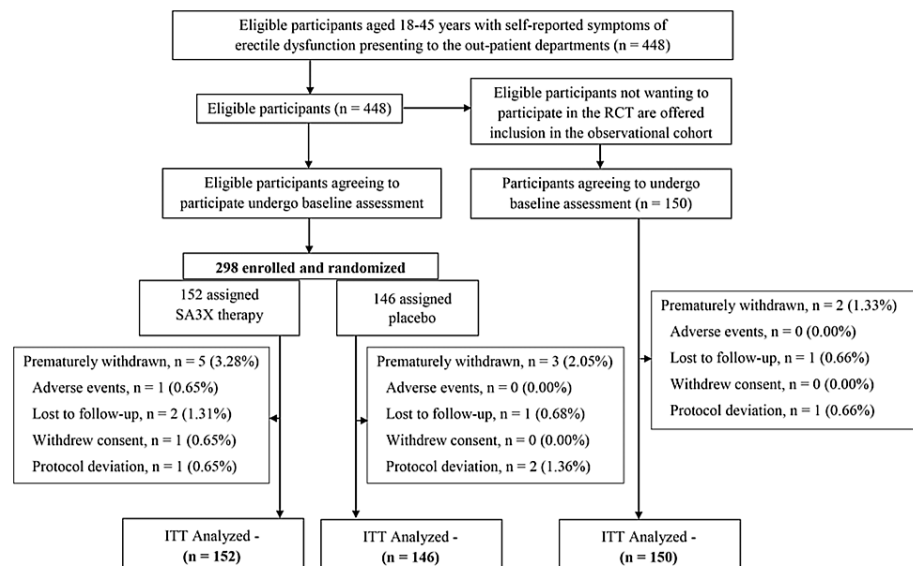 Eligible participants aged 18-45 years with self-reported symptoms of
erectile dysfunction presenting to the out-patient departments (n = 448)
Eligible participants (n = 448)
Eligible participants not wanting to
participate in the RCT are offered
inclusion in the observational cohort
Eligible participants agreeing to
participate undergo baseline assessment
Participants agreeing to undergo
baseline assessment (n = 150)
298 enrolled and randomized
152 assigned
SA3X therapy
146 assigned
placebo
Prematurely withdrawn, n = 5 (3.28%)
Adverse events, n = 1 (0.65%)
Lost to follow-up, n = 2 (1.31%)
Withdrew consent, n = 1 (0.65%)
Protocol deviation, n = 1 (0.65%)
Prematurely withdrawn, n = 3 (2.05%)
Adverse events, n = 0 (0.00%)
Lost to follow-up, n = 1 (0.68%)
Withdrew consent, n = 0 (0.00%)
Protocol deviation, n = 2 (1.36%)
Prematurely withdrawn, n = 2 (1.33%)
Adverse events, n = 0 (0.00%)
Lost to follow-up, n = 1 (0.66%)
Withdrew consent, n = 0 (0.00%)
Protocol deviation, n = 1 (0.66%)
ITT Analyzed -
(n = 152)
ITT Analyzed -
(n = 146)
ITT Analyzed -
(n = 150)